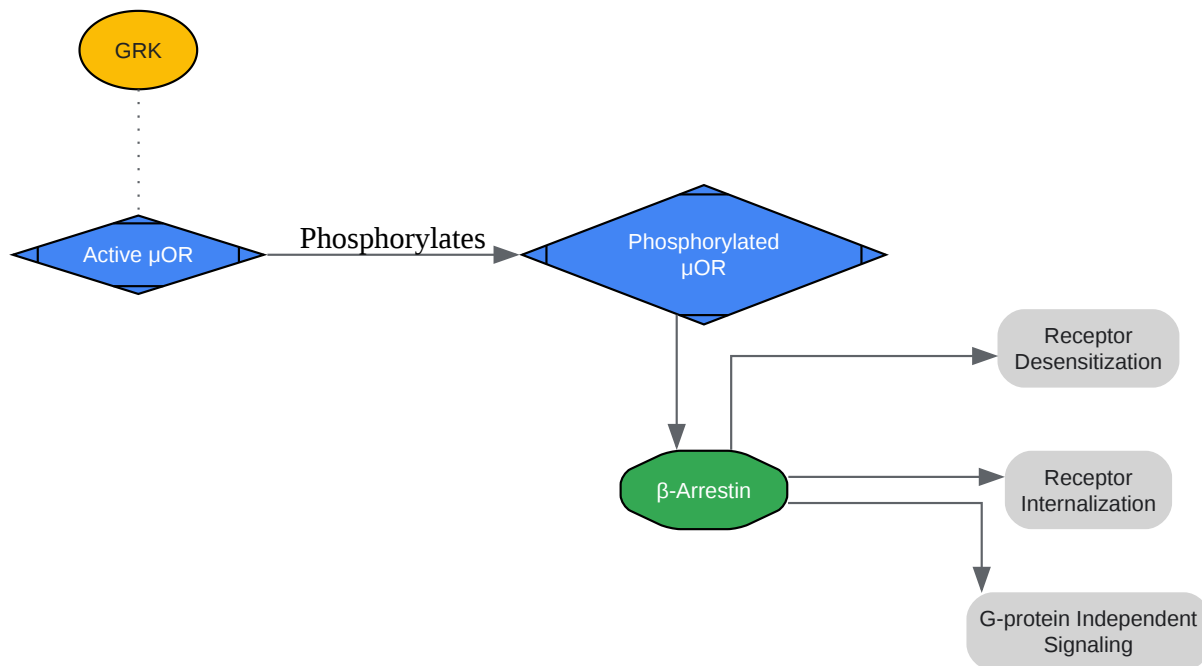 GRK
Active μOR
Phosphorylates
Phosphorylated
μOR
Receptor
Desensitization
β-Arrestin
Receptor
Internalization
G-protein Independent
Signaling